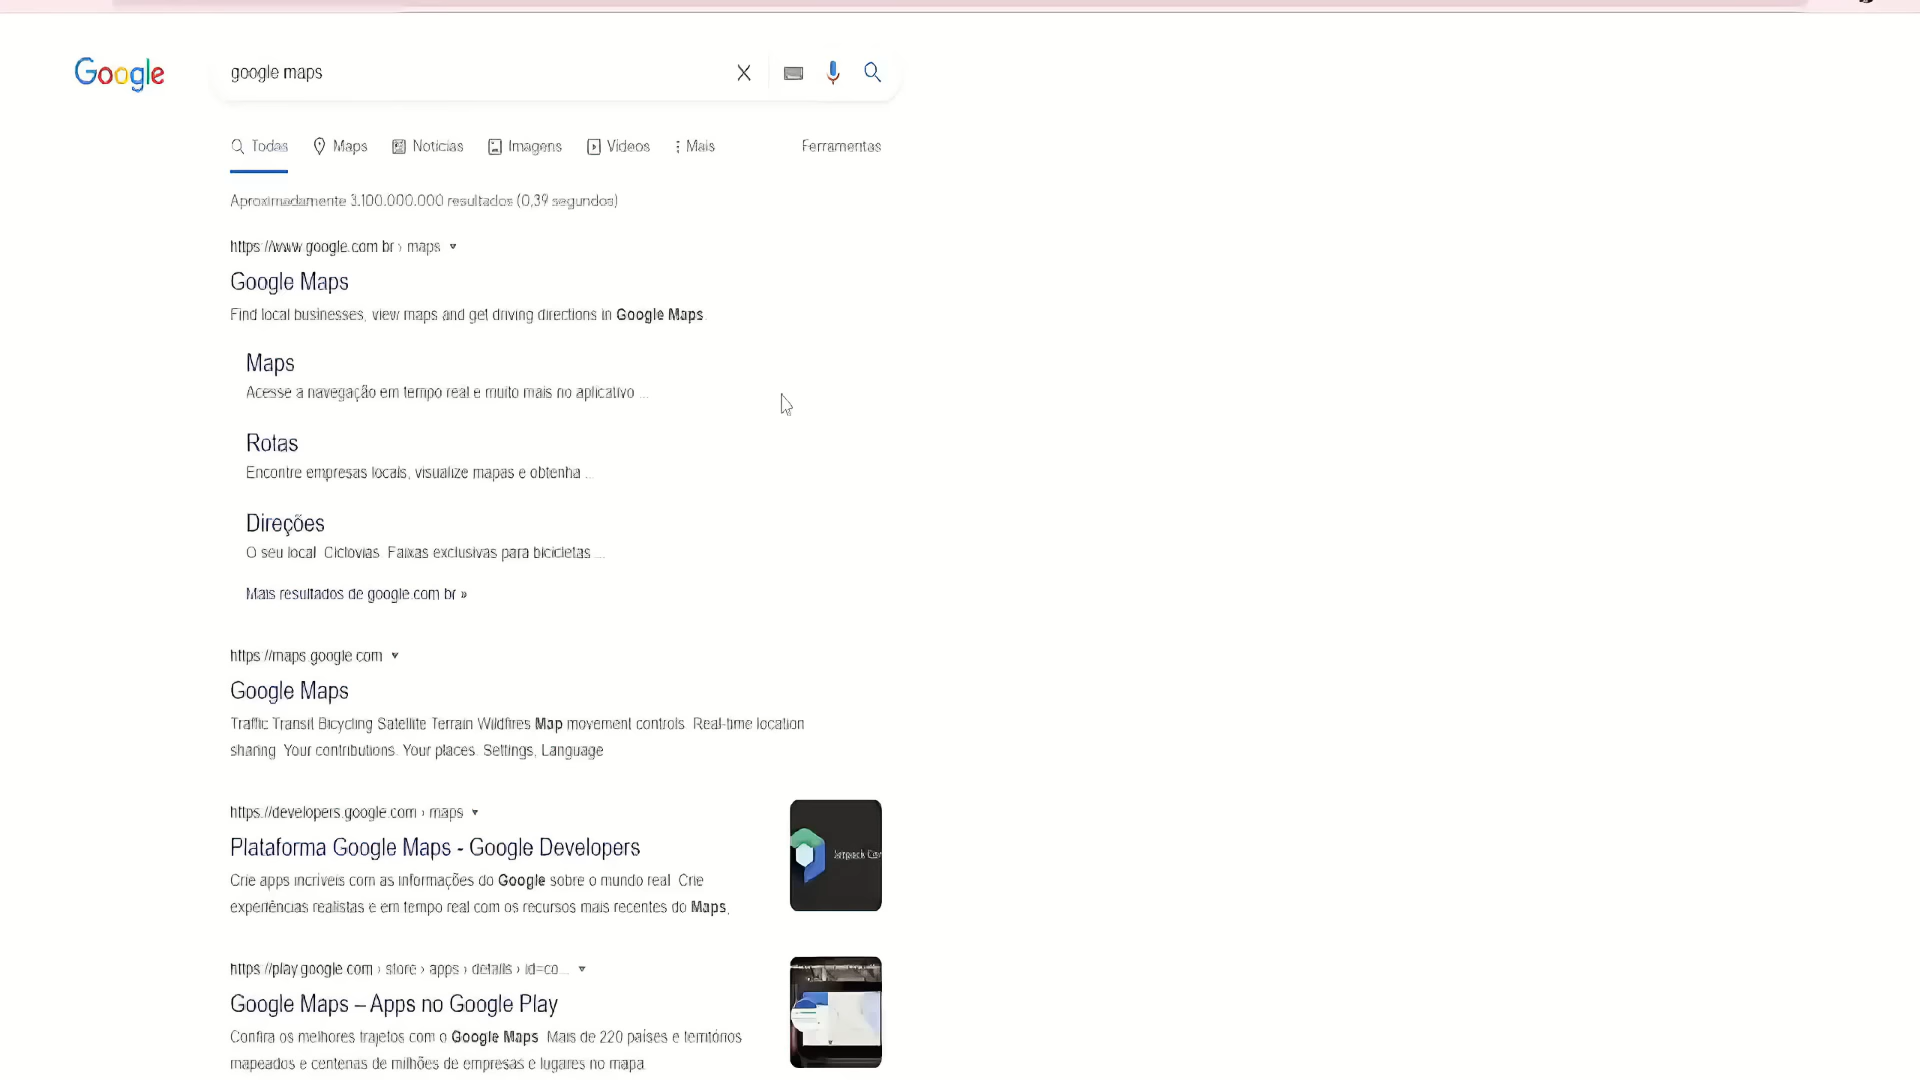 Google
google maps
Todas Maps Notícias Imagens Vídeos Mais Ferramentas
Aproximadamente 3.100.000.000 resultados (0,39 segundos)
https://www.google.com.br › maps
Google Maps
Find local businesses, view maps and get driving directions in Google Maps.
Maps
Acesse a navegação em tempo real e muito mais no aplicativo ...
Rotas
Encontre empresas locais, visualize mapas e obtenha ...
Direções
O seu local. Ciclovias. Faixas exclusivas para bicicletas ...
Mais resultados de google.com.br »
https://maps.google.com
Google Maps
Traffic Transit Bicycling Satellite Terrain Wildfires Map movement controls. Real-time location
sharing. Your contributions. Your places. Settings, Language
https://developers.google.com › maps
Plataforma Google Maps - Google Developers
Crie apps incríveis com as informações do Google sobre o mundo real. Crie
experiências realistas e em tempo real com os recursos mais recentes do Maps,
https://play.google.com › store › apps › details › id=co...
Google Maps – Apps no Google Play
Confira os melhores trajetos com o Google Maps. Mais de 220 países e territórios
mapeados e centenas de milhões de empresas e lugares no mapa.